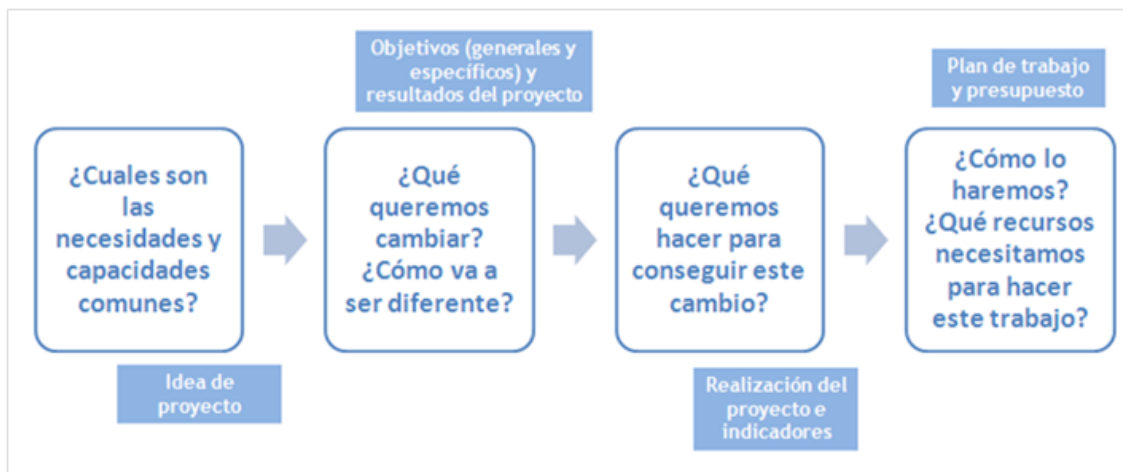 Objetivos (generales y
específicos) y
resultados del proyecto
Plan de trabajo
y presupuesto
¿Cuales son
las
necesidades y
capacidades
comunes?
¿Qué
queremos
cambiar?
¿Cómo va a
ser diferente?
¿Qué
queremos
hacer para
conseguir este
cambio?
¿Cómo lo
haremos?
¿Qué recursos
necesitamos
para hacer
este trabajo?
Idea de
proyecto
Realización del
proyecto e
indicadores